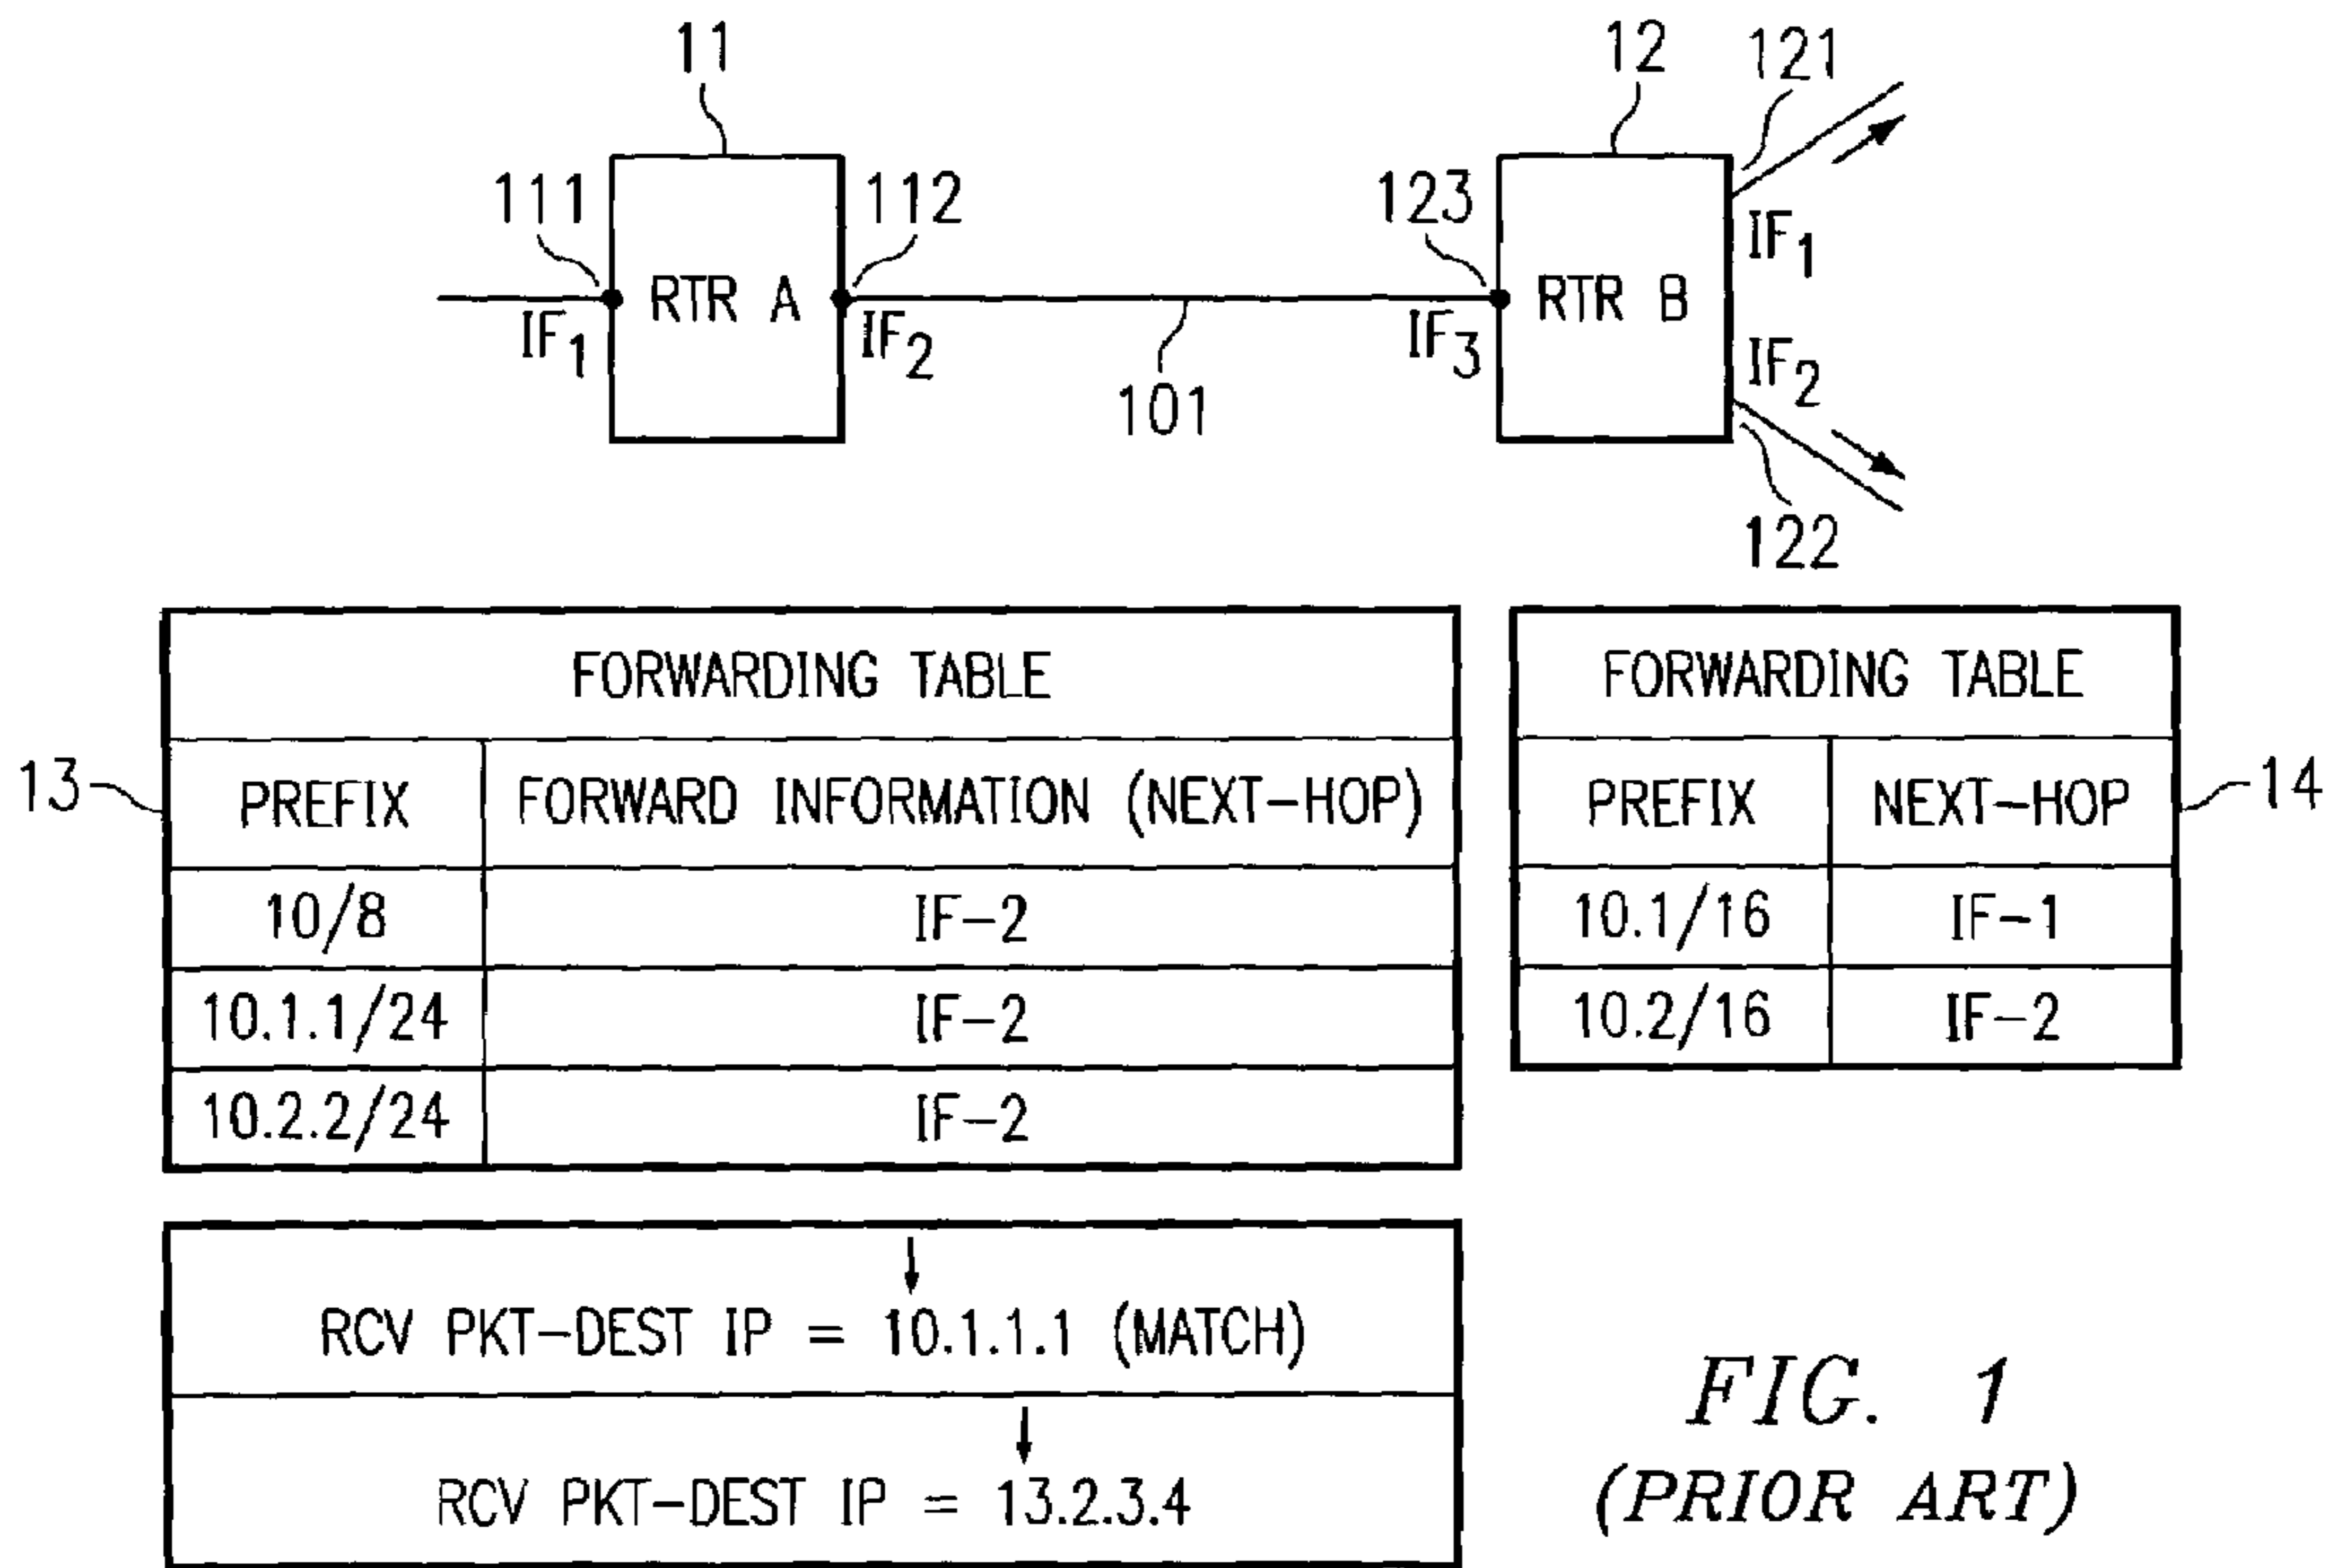 11
12
121
111
112
123
RTR A
RTR B
IF1
IF2
IF3
IF1
IF2
101
122
FORWARDING TABLE
13
PREFIX
FORWARD INFORMATION (NEXT-HOP)
10/8
IF-2
10.1.1/24
IF-2
10.2.2/24
IF-2
FORWARDING TABLE
PREFIX
NEXT-HOP
14
10.1/16
IF-1
10.2/16
IF-2
RCV PKT-DEST IP = 10.1.1.1 (MATCH)
RCV PKT-DEST IP = 13.2.3.4
FIG. 1
(PRIOR ART)